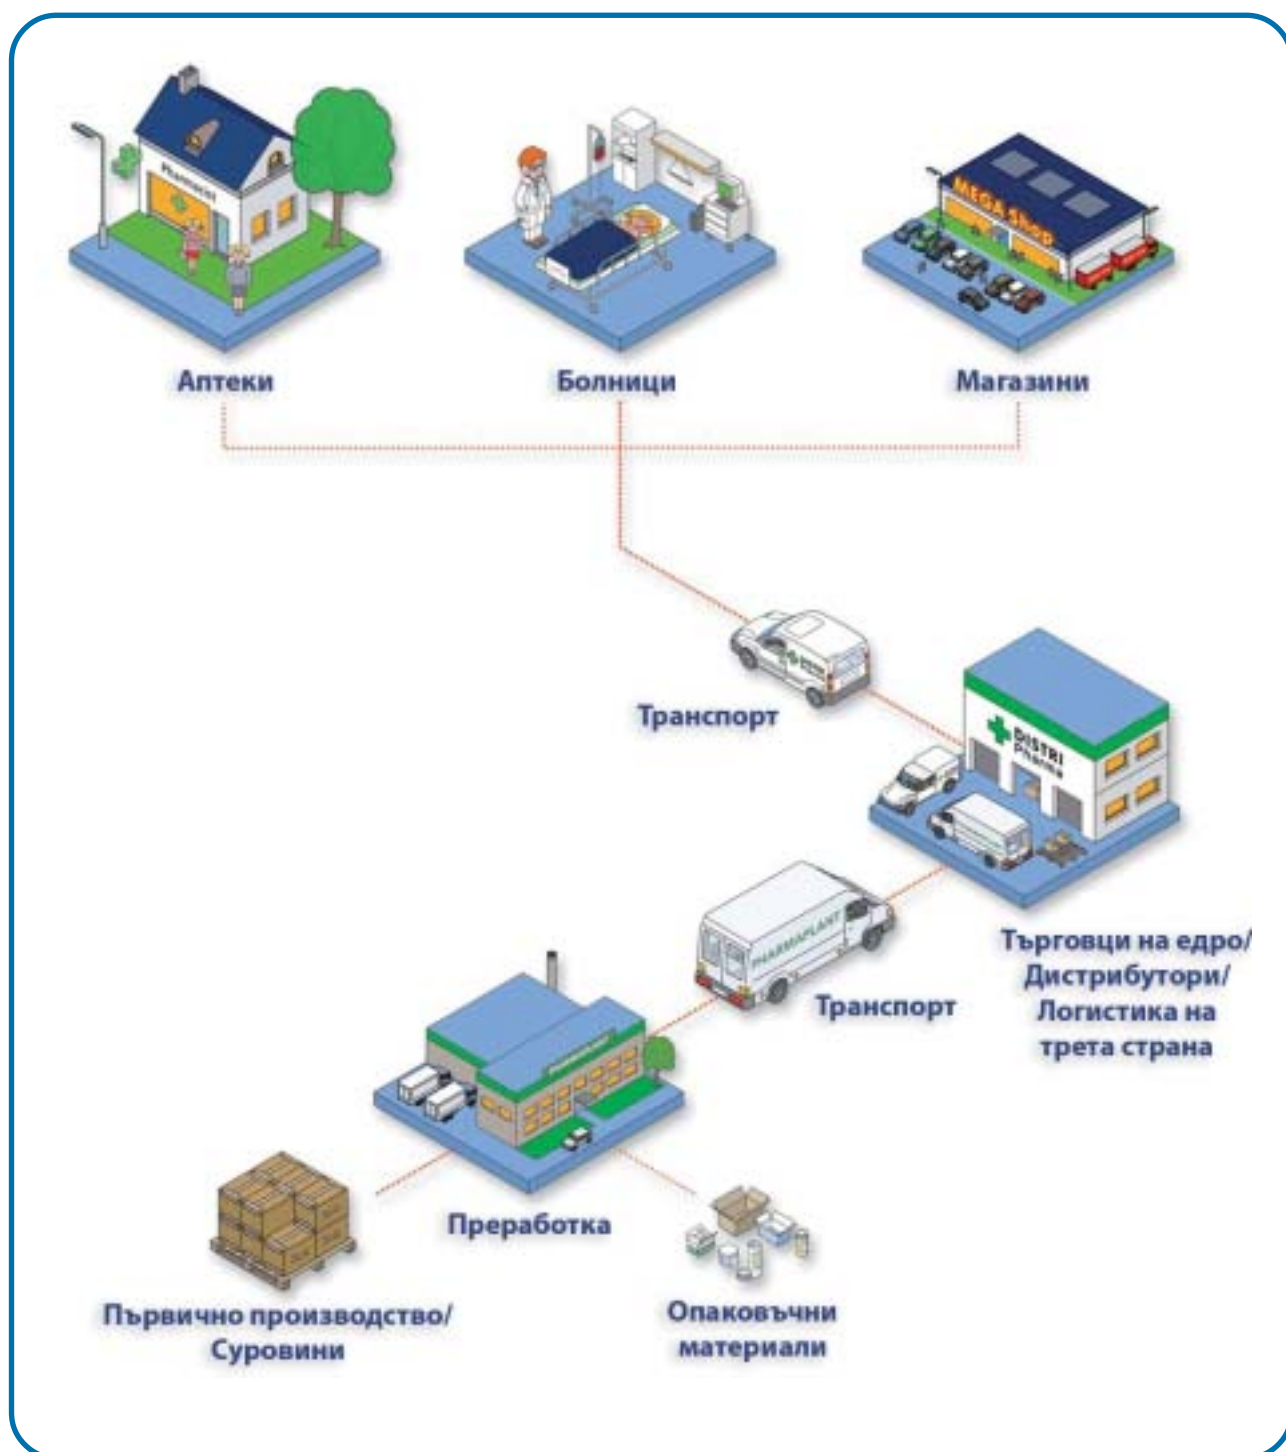 Pharmacist
MEGA Shop
Аптеки
Болници
Магазини
Транспорт
DISTRI
Pharma
PHARMAPLANT
Транспорт
Търговци на едро/
Дистрибутори/
Логистика на
трета страна
Преработка
Първично производство/
Суровини
Опаковъчни
материали